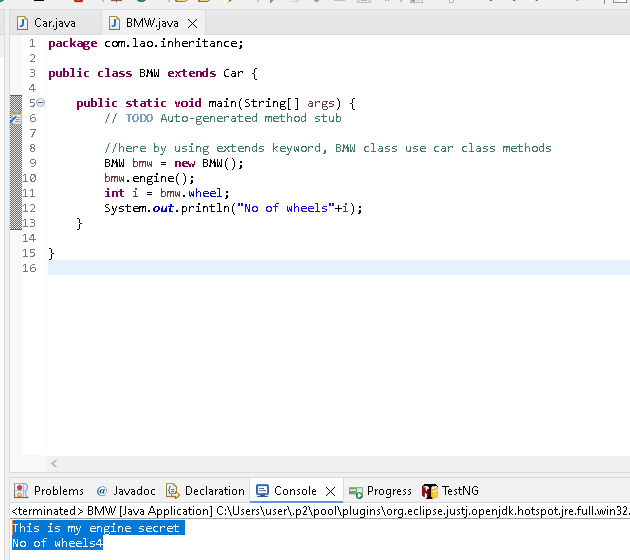 Car.java BMW.java
1 package com.lao.inheritance;
2
3 public class BMW extends Car {
4
5 public static void main(String[] args) {
6 // TODO Auto-generated method stub
7
8 //here by using extends keyword, BMW class use car class methods
9 BMW bmw = new BMW();
10 bmw.engine();
11 int i = bmw.wheel;
12 System.out.println("No of wheels"+i);
13 }
14
15 }
16
Problems Javadoc Declaration Console Progress TestNG
<terminated> BMW [Java Application] C:\Users\user\.p2\pool\plugins\org.eclipse.justj.openjdk.hotspot.jre.full.win32.
This is my engine secret
No of wheels4